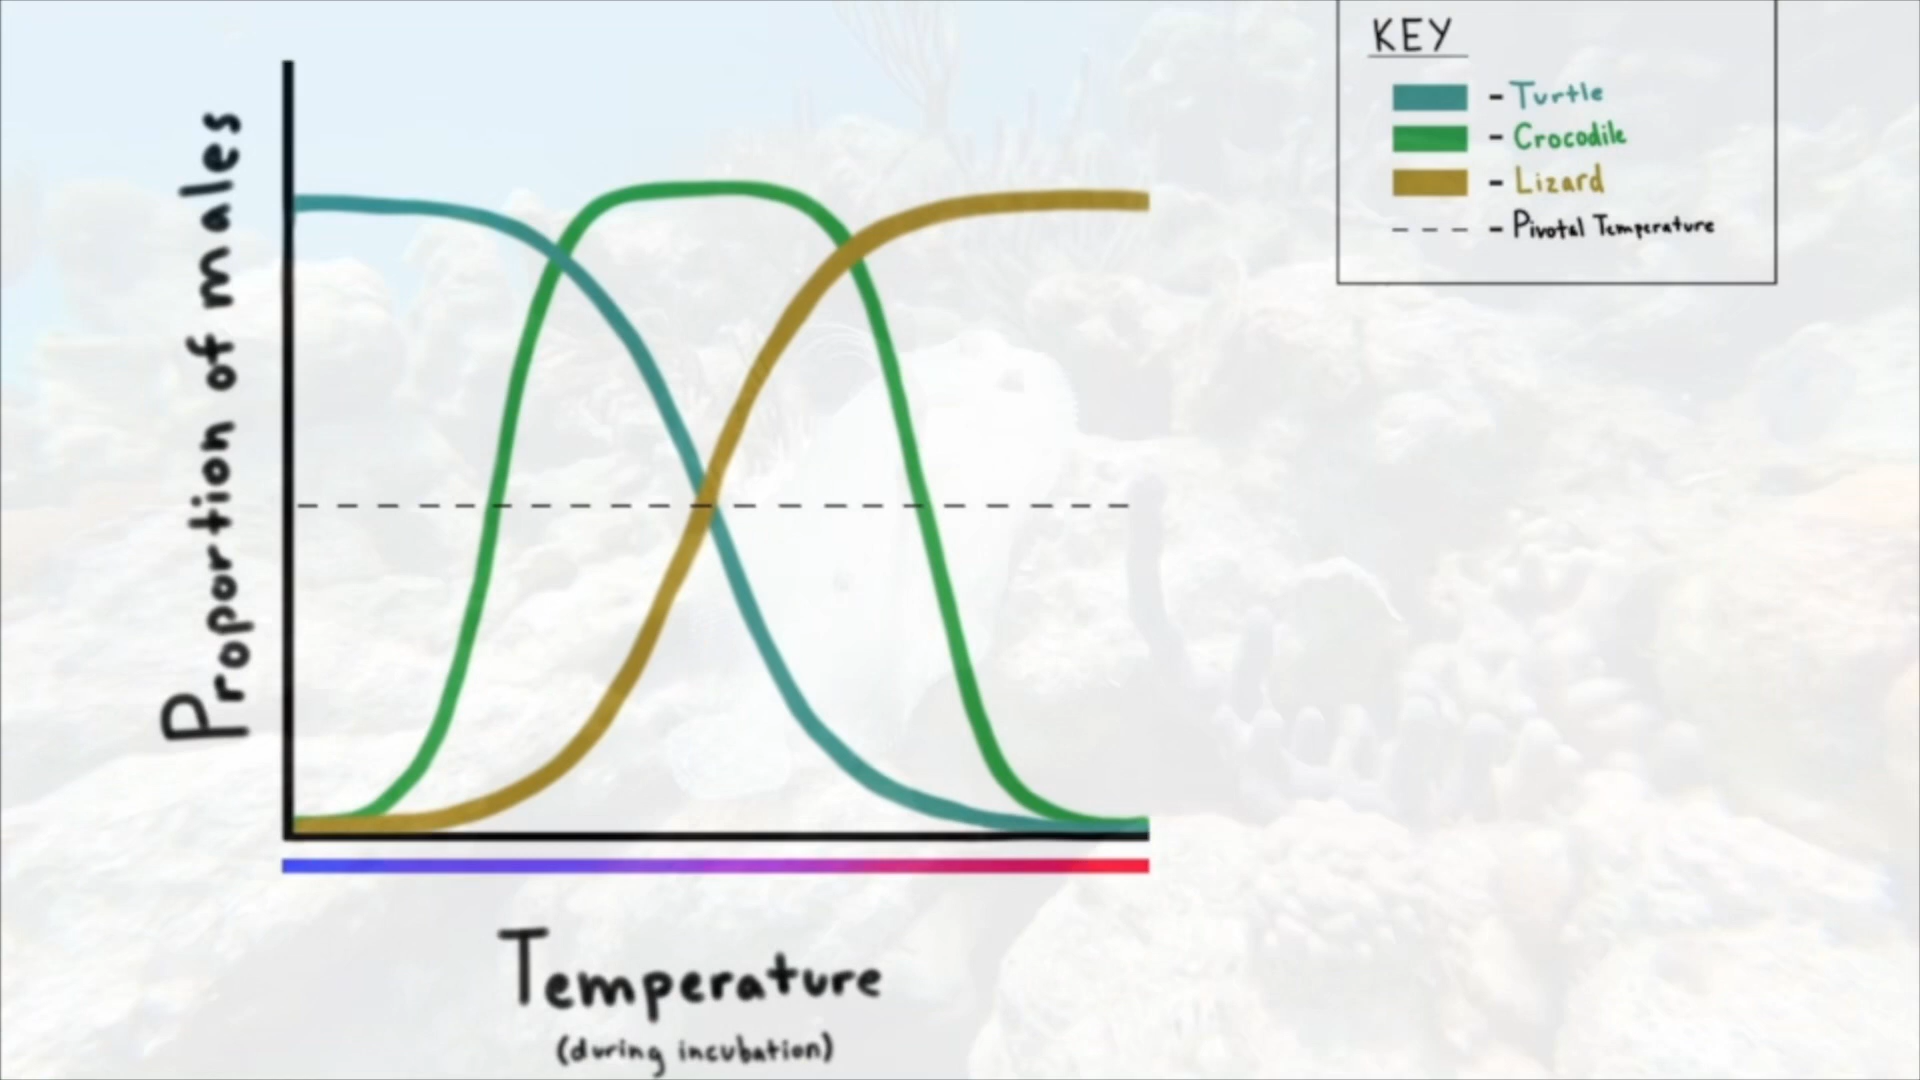 KEY
- Turtle
- Crocodile
- Lizard
- Pivotal Temperature
Proportion of males
Temperature
(during incubation)